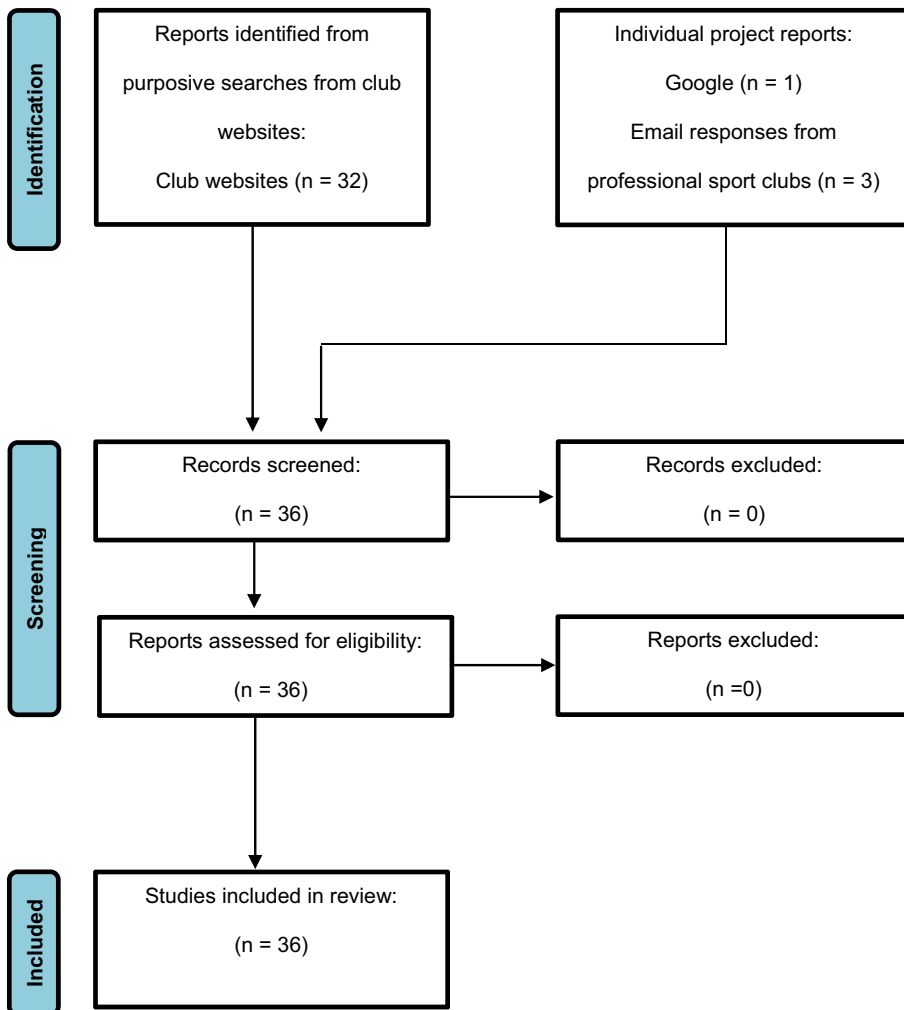 Identification
Reports identified from
purposive searches from club
websites:
Club websites (n = 32)
Individual project reports:
Google (n = 1)
Email responses from
professional sport clubs (n = 3)
Screening
Records screened:
(n = 36)
Records excluded:
(n = 0)
Reports assessed for eligibility:
(n = 36)
Reports excluded:
(n =0)
Included
Studies included in review:
(n = 36)